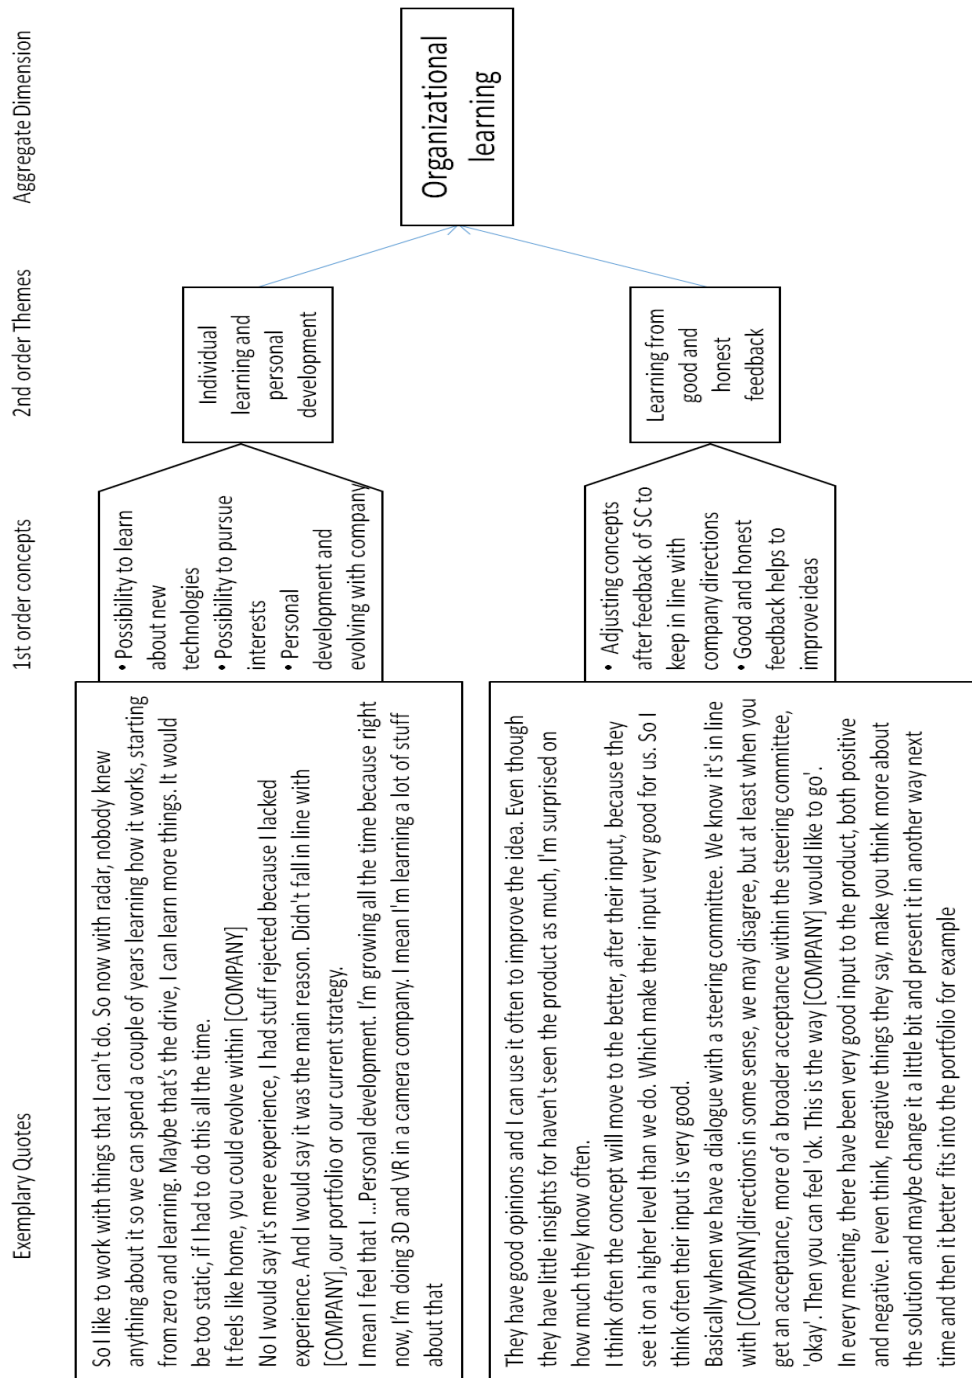 Exemplary Quotes
1st order concepts
2nd order Themes
Aggregate Dimension
So I like to work with things that I can't do. So now with radar, nobody knew
anything about it so we can spend a couple of years learning how it works, starting
from zero and learning. Maybe that's the drive, I can learn more things. It would
be too static, if I had to do this all the time.
It feels like home, you could evolve within [COMPANY]
No I would say it's mere experience, I had stuff rejected because I lacked
experience. And I would say it was the main reason. Didn't fall in line with
[COMPANY], our portfolio or our current strategy.
I mean I feel that I ...Personal development. I'm growing all the time because right
now, I'm doing 3D and VR in a camera company. I mean I'm learning a lot of stuff
about that
• Possibility to learn
about new
technologies
• Possibility to pursue
interests
• Personal
development and
evolving with company
Individual
learning and
personal
development
They have good opinions and I can use it often to improve the idea. Even though
they have little insights for haven't seen the product as much, I'm surprised on
how much they know often.
I think often the concept will move to the better, after their input, because they
see it on a higher level than we do. Which make their input very good for us. So I
think often their input is very good.
Basically when we have a dialogue with a steering committee. We know it's in line
with [COMPANY]directions in some sense, we may disagree, but at least when you
get an acceptance, more of a broader acceptance within the steering committee,
'okay'. Then you can feel 'ok. This is the way [COMPANY] would like to go'.
In every meeting, there have been very good input to the product, both positive
and negative. I even think, negative things they say, make you think more about
the solution and maybe change it a little bit and present it in another way next
time and then it better fits into the portfolio for example
• Adjusting concepts
after feedback of SC to
keep in line with
company directions
• Good and honest
feedback helps to
improve ideas
Learning from
good and
honest
feedback
Organizational
learning